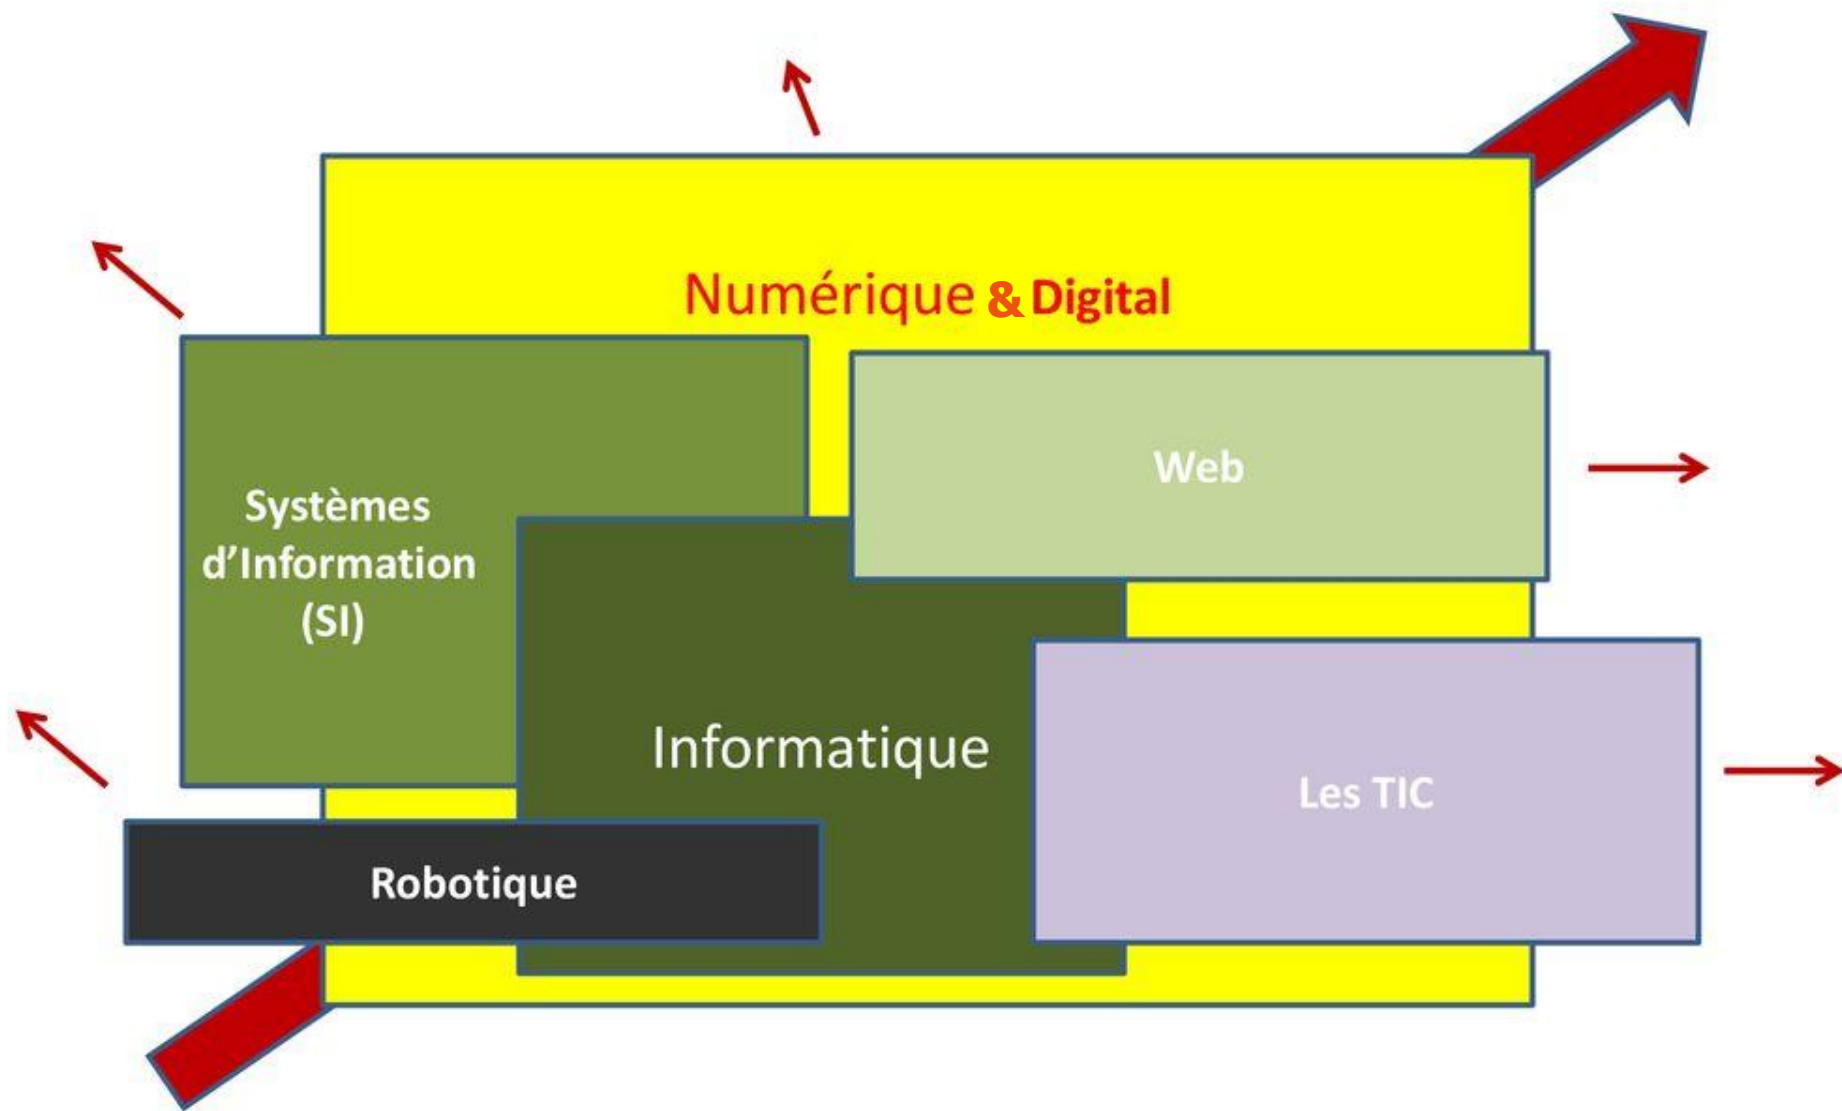 Numérique & Digital
Web
Systèmes
d’Information
(SI)
Informatique
Les TIC
Robotique